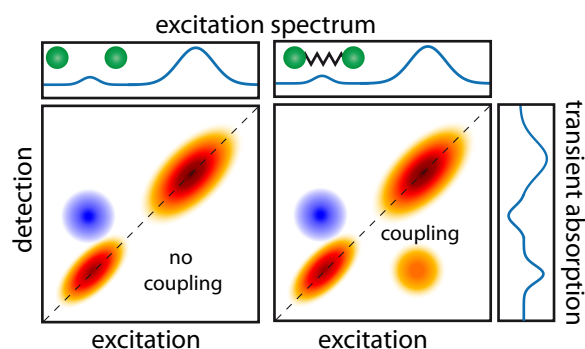 excitation spectrum
detection
no
coupling
coupling
transient absorption
excitation
excitation